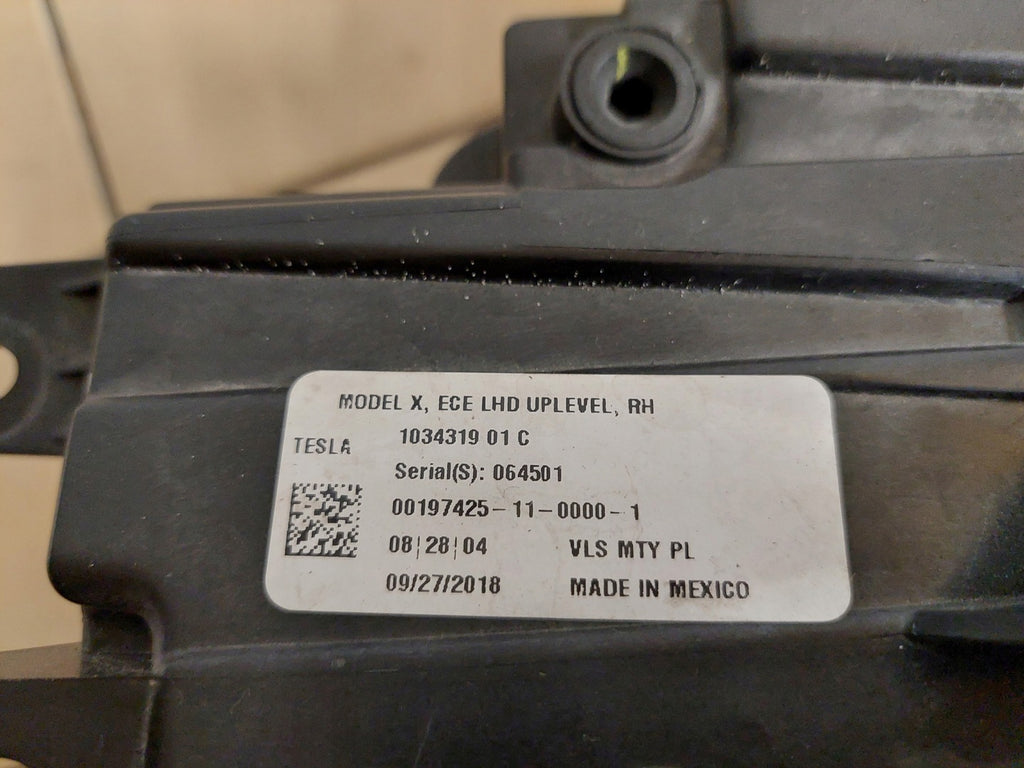 MODEL X, ECE LHD UPLEVEL, RH
1034319 01 C
TESLA
Serial(S): 064501
00197425-11-0000-1
08¦28¦04 VLS MTY PL
09/27/2018 MADE IN MEXICO